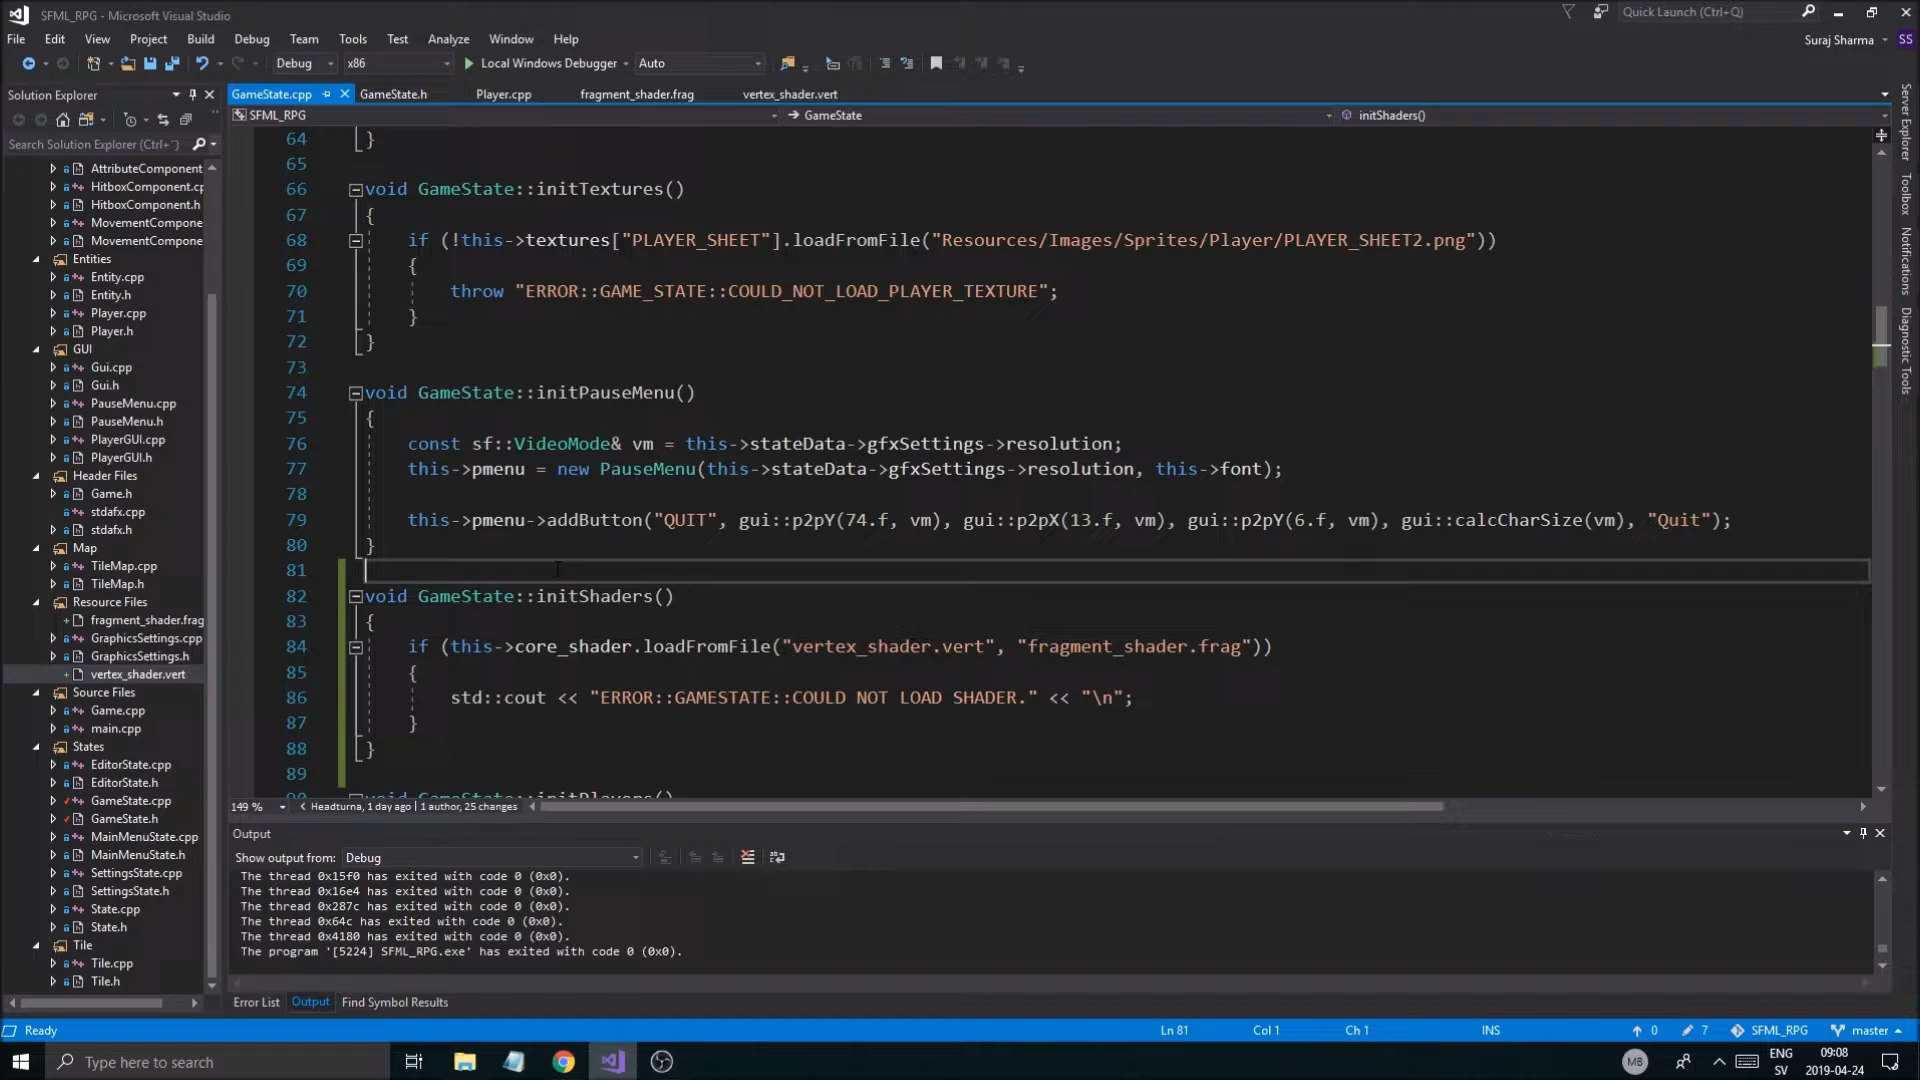 SFML_RPG - Microsoft Visual Studio
Quick Launch (Ctrl+Q)
File Edit View Project Build Debug Team Tools Test Analyze Window Help
Suraj Sharma SS
Debug x86 Local Windows Debugger Auto
Solution Explorer
GameState.cpp GameState.h Player.cpp fragment_shader.frag vertex_shader.vert
SFML_RPG GameState initShaders()
Search Solution Explorer (Ctrl+
AttributeComponent
HitboxComponent.cp
HitboxComponent.h
MovementCompone
MovementCompone
Entities
Entity.cpp
Entity.h
Player.cpp
Player.h
GUI
Gui.cpp
Gui.h
PauseMenu.cpp
PauseMenu.h
PlayerGUI.cpp
PlayerGUI.h
Header Files
Game.h
stdafx.cpp
stdafx.h
Map
TileMap.cpp
TileMap.h
Resource Files
fragment_shader.frag
GraphicsSettings.cpp
GraphicsSettings.h
vertex_shader.vert
Source Files
Game.cpp
main.cpp
States
EditorState.cpp
EditorState.h
GameState.cpp
GameState.h
MainMenuState.cpp
MainMenuState.h
SettingsState.cpp
SettingsState.h
State.cpp
State.h
Tile
Tile.cpp
Tile.h
64 }
65
66 void GameState::initTextures()
67 {
68 if (!this->textures["PLAYER_SHEET"].loadFromFile("Resources/Images/Sprites/Player/PLAYER_SHEET2.png"))
69 {
70 throw "ERROR::GAME_STATE::COULD_NOT_LOAD_PLAYER_TEXTURE";
71 }
72 }
73
74 void GameState::initPauseMenu()
75 {
76 const sf::VideoMode& vm = this->stateData->gfxSettings->resolution;
77 this->pmenu = new PauseMenu(this->stateData->gfxSettings->resolution, this->font);
78
79 this->pmenu->addButton("QUIT", gui::p2pY(74.f, vm), gui::p2pX(13.f, vm), gui::p2pY(6.f, vm), gui::calcCharSize(vm), "Quit");
80 }
81
82 void GameState::initShaders()
83 {
84 if (this->core_shader.loadFromFile("vertex_shader.vert", "fragment_shader.frag"))
85 {
86 std::cout << "ERROR::GAMESTATE::COULD NOT LOAD SHADER." << "\n";
87 }
88 }
89
90 void GameState::initPlayers()
149 % Headturna, 1 day ago | 1 author, 25 changes
Server Explorer
Toolbox
Notifications
Diagnostic Tools
Output
Show output from: Debug
The thread 0x15f0 has exited with code 0 (0x0).
The thread 0x16e4 has exited with code 0 (0x0).
The thread 0x287c has exited with code 0 (0x0).
The thread 0x64c has exited with code 0 (0x0).
The thread 0x4180 has exited with code 0 (0x0).
The program '[5224] SFML_RPG.exe' has exited with code 0 (0x0).
Error List Output Find Symbol Results
Ready Ln 81 Col 1 Ch 1 INS 0 7 SFML_RPG master
Type here to search
MB
ENG
SV
09:08
2019-04-24